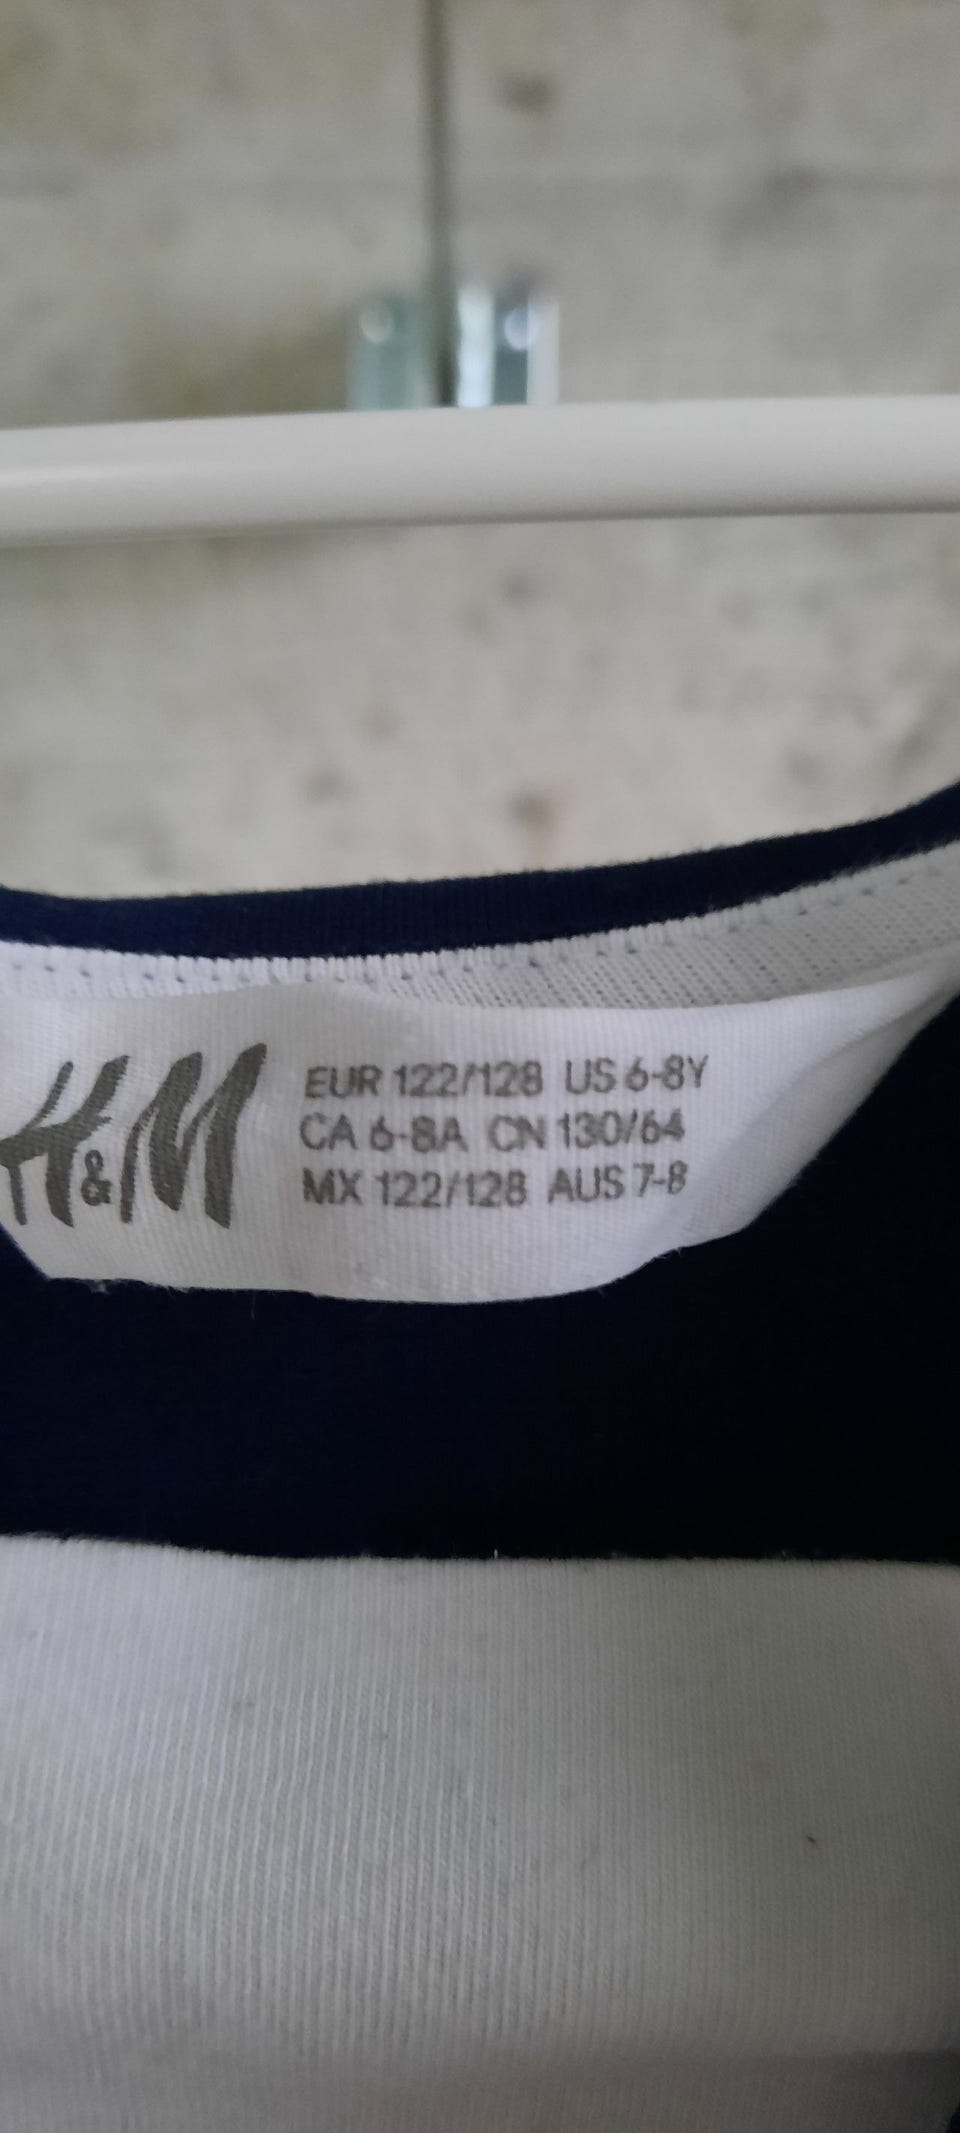 H&M
EUR 122/128 US 6-8Y
CA 6-8A CN 130/64
MX 122/128 AUS 7-8